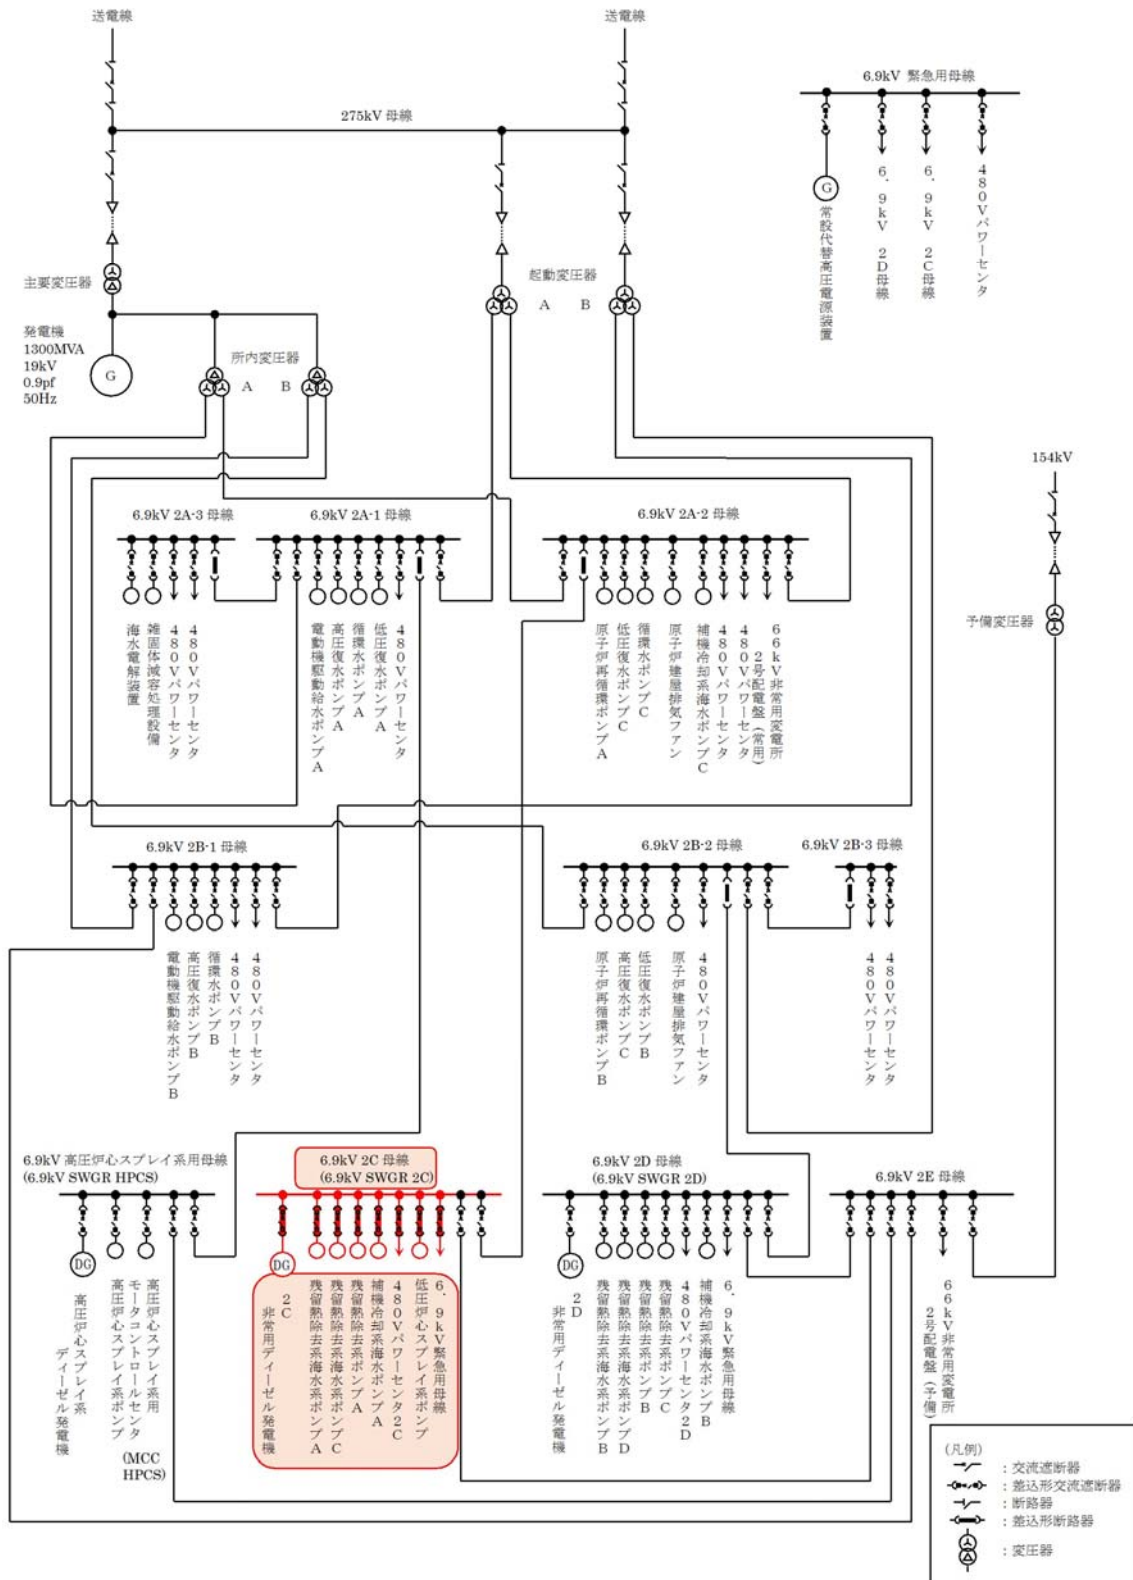 送電線
送電線
6.9kV 緊急用母線
275kV 母線
G
常設代替高圧電源装置
6．9kV 2D母線
6．9kV 2C母線
480Vパワーセンタ
主要変圧器
起動変圧器
A
B
発電機
1300MVA
19kV
0.9pf
50Hz
G
所内変圧器
A
B
154kV
予備変圧器
6.9kV 2A-3 母線
海水電解装置
雑固体減容処理設備
480Vパワーセンタ
480Vパワーセンタ
6.9kV 2A-1 母線
電動機駆動給水ポンプA
高圧復水ポンプA
循環水ポンプA
低圧復水ポンプA
480Vパワーセンタ
6.9kV 2A-2 母線
原子炉再循環ポンプA
低圧復水ポンプC
循環水ポンプC
原子炉建屋排気ファン
補機冷却系海水ポンプC
480Vパワーセンタ
480Vパワーセンタ
66kV非常用変電所
2号配電盤（常用）
6.9kV 2B-1 母線
電動機駆動給水ポンプB
高圧復水ポンプB
循環水ポンプB
480Vパワーセンタ
480Vパワーセンタ
6.9kV 2B-2 母線
原子炉再循環ポンプB
高圧復水ポンプC
低圧復水ポンプB
原子炉建屋排気ファン
480Vパワーセンタ
6.9kV 2B-3 母線
480Vパワーセンタ
480Vパワーセンタ
6.9kV 高圧炉心スプレイ系用母線
(6.9kV SWGR HPCS)
DG
高圧炉心スプレイ系
ディーゼル発電機
高圧炉心スプレイ系ポンプ
高圧炉心スプレイ系用
モータコントロールセンタ
(MCC
HPCS)
6.9kV 2C 母線
(6.9kV SWGR 2C)
DG
2C
非常用ディーゼル発電機
残留熱除去系海水系ポンプA
残留熱除去系海水系ポンプC
残留熱除去系ポンプA
補機冷却系海水ポンプA
480Vパワーセンタ2C
低圧炉心スプレイ系ポンプ
6．9kV緊急用母線
6.9kV 2D 母線
(6.9kV SWGR 2D)
DG
2D
非常用ディーゼル発電機
残留熱除去系海水系ポンプB
残留熱除去系海水系ポンプD
残留熱除去系ポンプB
残留熱除去系ポンプC
480Vパワーセンタ2D
補機冷却系海水ポンプB
6．9kV緊急用母線
6.9kV 2E 母線
66kV非常用変電所
2号配電盤（予備）
(凡例)
：交流遮断器
：差込形交流遮断器
：断路器
：差込形断路器
：変圧器